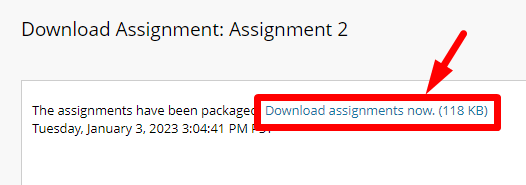 Download Assignment: Assignment 2
The assignments have been packaged Download assignments now. (118 KB)
Tuesday, January 3, 2023 3:04:41 PM